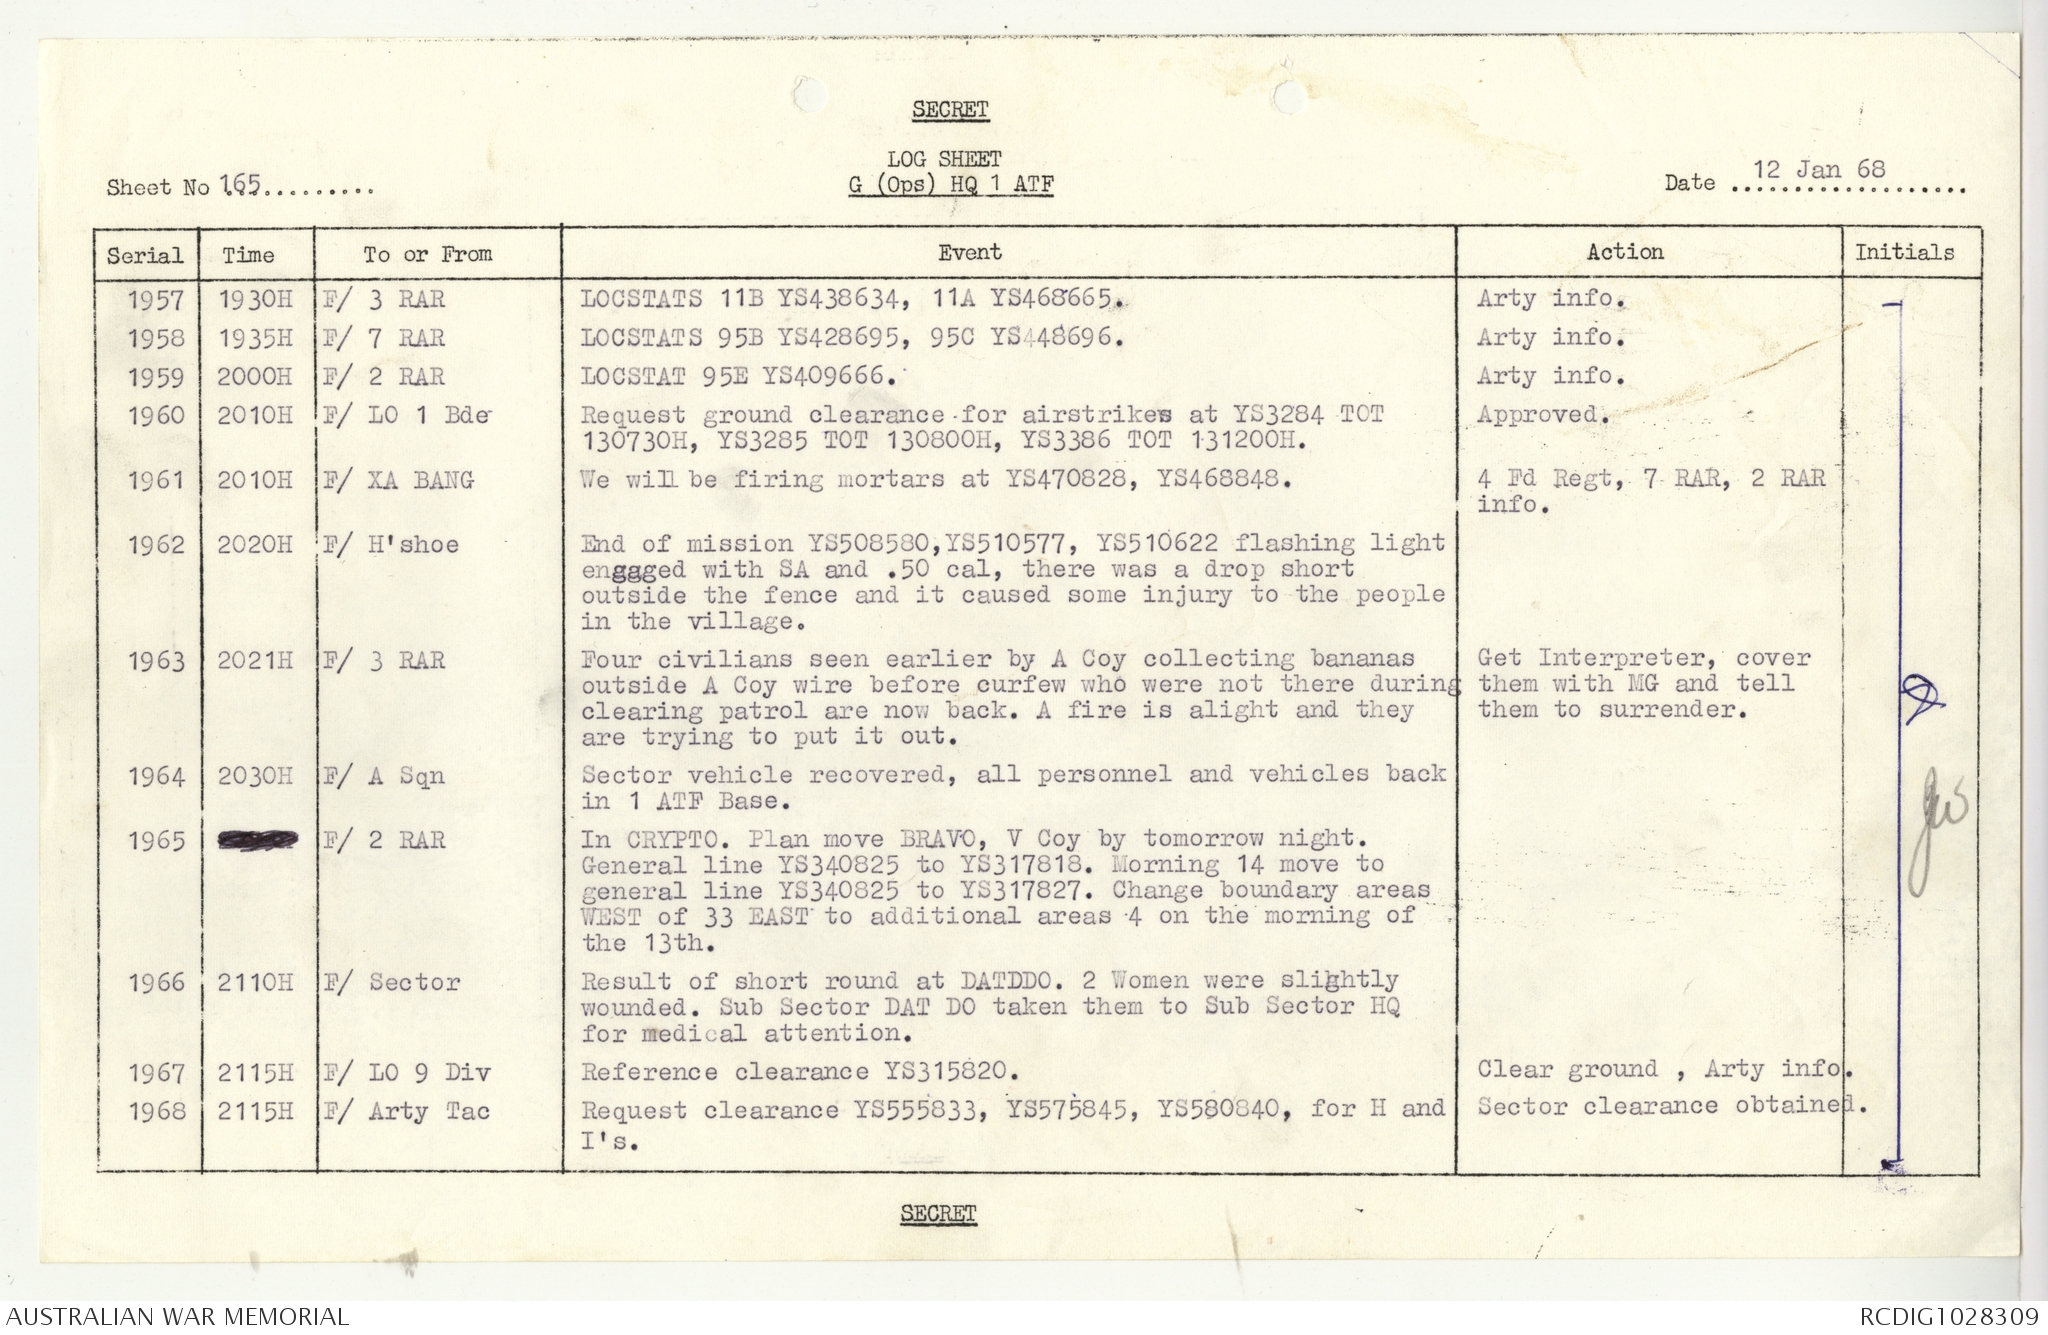 SECRET
LOG SHEET
Sheet No 165..........
G (Ops) HQ 1 ATF
Date 12 Jan 68
Serial Time To or From Event Action Initials
1957 1930H F/ 3 RAR LOCSTATS 11B YS438634, 11A YS468665. Arty info.
1958 1935H F/ 7 RAR LOCSTATS 95B YS428695, 95C YS448696. Arty info.
1959 2000H F/ 2 RAR LOCSTAT 95E YS409666. Arty info.
1960 2010H F/ LO 1 Bde Request ground clearance for airstrikes at YS3284 TOT Approved.
130730H, YS3285 TOT 130800H, YS3386 TOT 131200H.
1961 2010H F/ XA BANG We will be firing mortars at YS470828, YS468848. 4 Fd Regt, 7 RAR, 2 RAR
info.
1962 2020H F/ H'shoe End of mission YS508580,YS510577, YS510622 flashing light
engaged with SA and .50 cal, there was a drop short
outside the fence and it caused some injury to the people
in the village.
1963 2021H F/ 3 RAR Four civilians seen earlier by A Coy collecting bananas Get Interpreter, cover
outside A Coy wire before curfew who were not there during them with MG and tell
clearing patrol are now back. A fire is alight and they them to surrender.
are trying to put it out.
1964 2030H F/ A Sqn Sector vehicle recovered, all personnel and vehicles back
in 1 ATF Base.
1965 F/ 2 RAR In CRYPTO. Plan move BRAVO, V Coy by tomorrow night.
General line YS340825 to YS317818. Morning 14 move to
general line YS340825 to YS317827. Change boundary areas
WEST of 33 EAST to additional areas 4 on the morning of
the 13th.
1966 2110H F/ Sector Result of short round at DATDDO. 2 Women were slightly
wounded. Sub Sector DAT DO taken them to Sub Sector HQ
for medical attention.
1967 2115H F/ LO 9 Div Reference clearance YS315820. Clear ground , Arty info.
1968 2115H F/ Arty Tac Request clearance YS555833, YS575845, YS580840, for H and Sector clearance obtained.
I's.
SECRET
AUSTRALIAN WAR MEMORIAL
RCDIG1028309